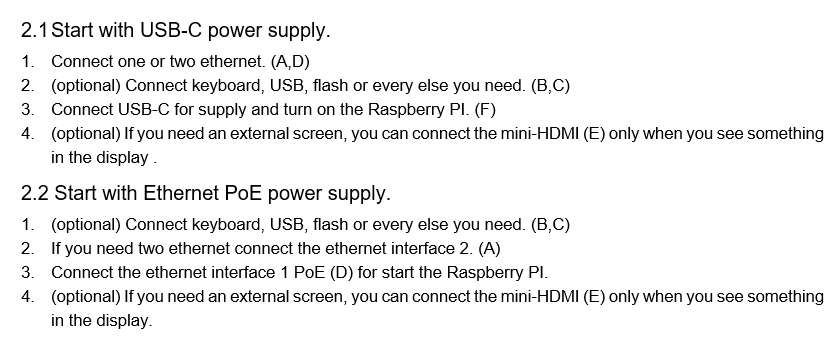 2.1 Start with USB-C power supply.
1. Connect one or two ethernet. (A,D)
2. (optional) Connect keyboard, USB, flash or every else you need. (B,C)
3. Connect USB-C for supply and turn on the Raspberry PI. (F)
4. (optional) If you need an external screen, you can connect the mini-HDMI (E) only when you see something
in the display .
2.2 Start with Ethernet PoE power supply.
1. (optional) Connect keyboard, USB, flash or every else you need. (B,C)
2. If you need two ethernet connect the ethernet interface 2. (A)
3. Connect the ethernet interface 1 PoE (D) for start the Raspberry PI.
4. (optional) If you need an external screen, you can connect the mini-HDMI (E) only when you see something
in the display.